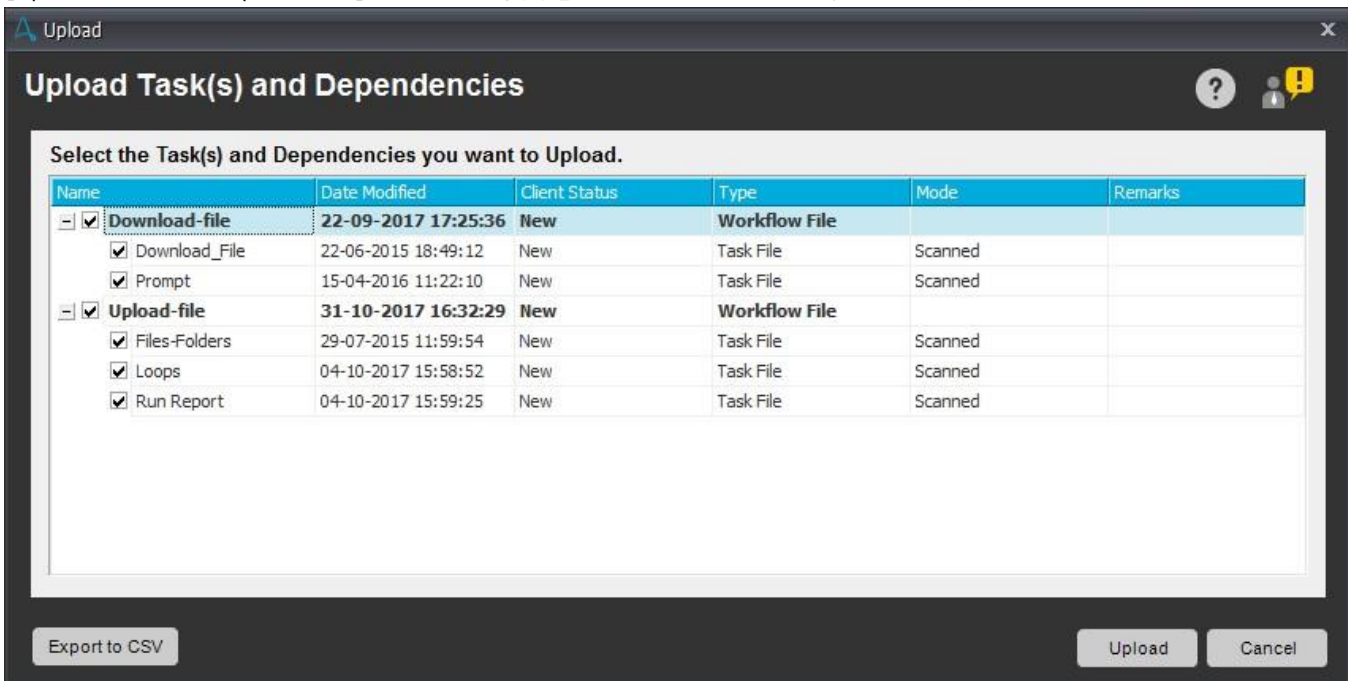 Upload x
Upload Task(s) and Dependencies
Select the Task(s) and Dependencies you want to Upload.
Name Date Modified Client Status Type Mode Remarks
Download-file 22-09-2017 17:25:36 New Workflow File
Download_File 22-06-2015 18:49:12 New Task File Scanned
Prompt 15-04-2016 11:22:10 New Task File Scanned
Upload-file 31-10-2017 16:32:29 New Workflow File
Files-Folders 29-07-2015 11:59:54 New Task File Scanned
Loops 04-10-2017 15:58:52 New Task File Scanned
Run Report 04-10-2017 15:59:25 New Task File Scanned
Export to CSV Upload Cancel